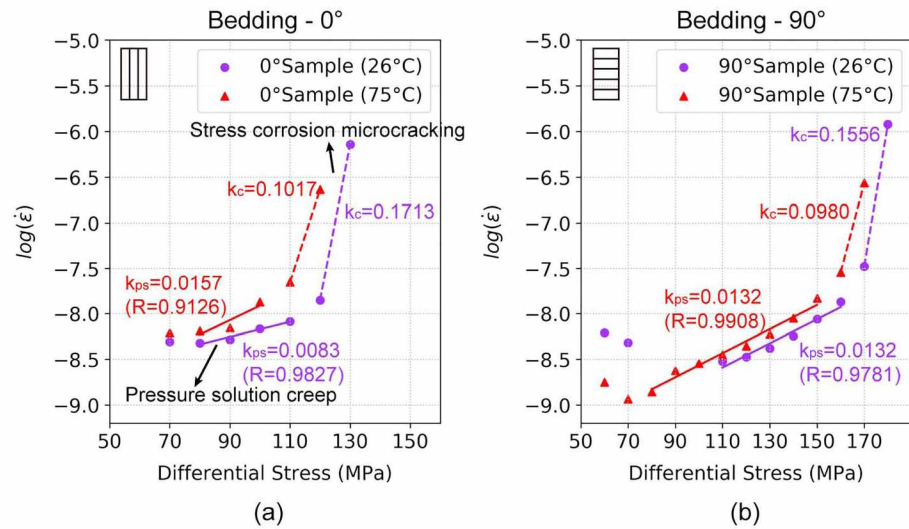 Bedding - 0°
−5.0
−5.5
−6.0
−6.5
−7.0
−7.5
−8.0
−8.5
−9.0
log(ε̇)
0°Sample (26°C)
0°Sample (75°C)
Stress corrosion microcracking
kc=0.1017
kc=0.1713
kps=0.0157
(R=0.9126)
kps=0.0083
(R=0.9827)
Pressure solution creep
50
70
90
110
130
150
Differential Stress (MPa)
(a)
Bedding - 90°
−5.0
−5.5
−6.0
−6.5
−7.0
−7.5
−8.0
−8.5
−9.0
log(ε̇)
90°Sample (26°C)
90°Sample (75°C)
kc=0.1556
kc=0.0980
kps=0.0132
(R=0.9908)
kps=0.0132
(R=0.9781)
50
70
90
110
130
150
170
Differential Stress (MPa)
(b)